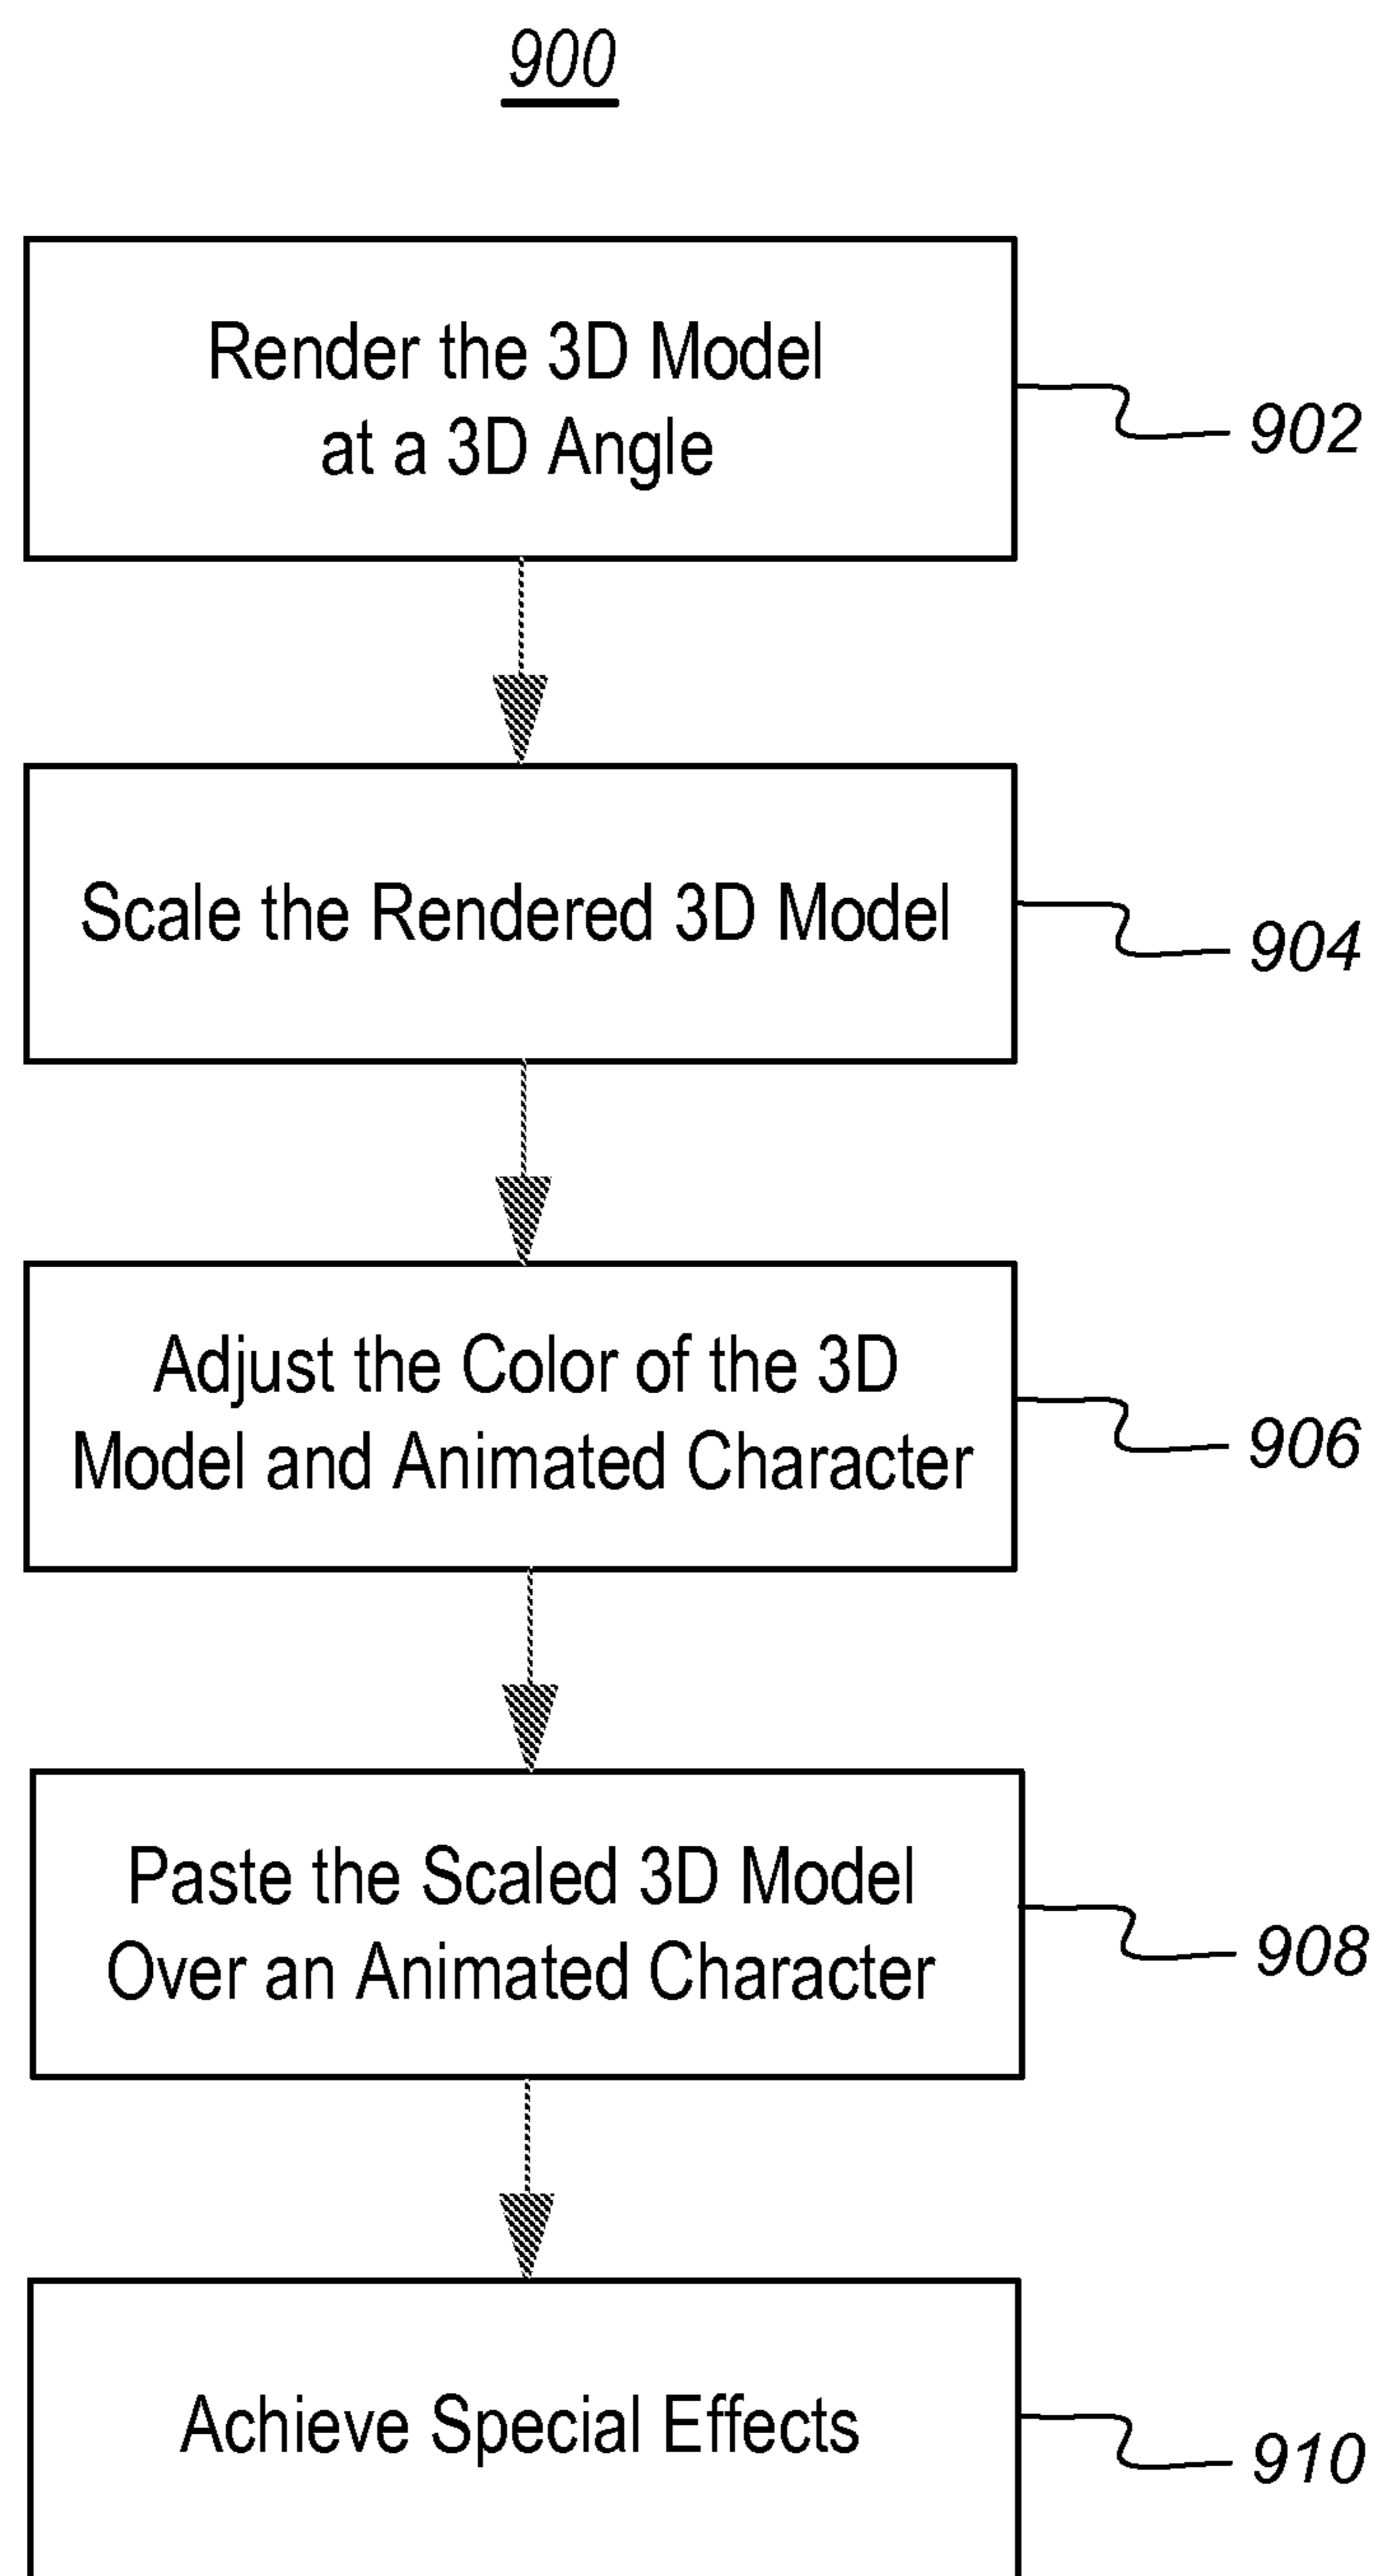 900
Render the 3D Model
at a 3D Angle
902
Scale the Rendered 3D Model
904
Adjust the Color of the 3D
Model and Animated Character
906
Paste the Scaled 3D Model
Over an Animated Character
908
Achieve Special Effects
910